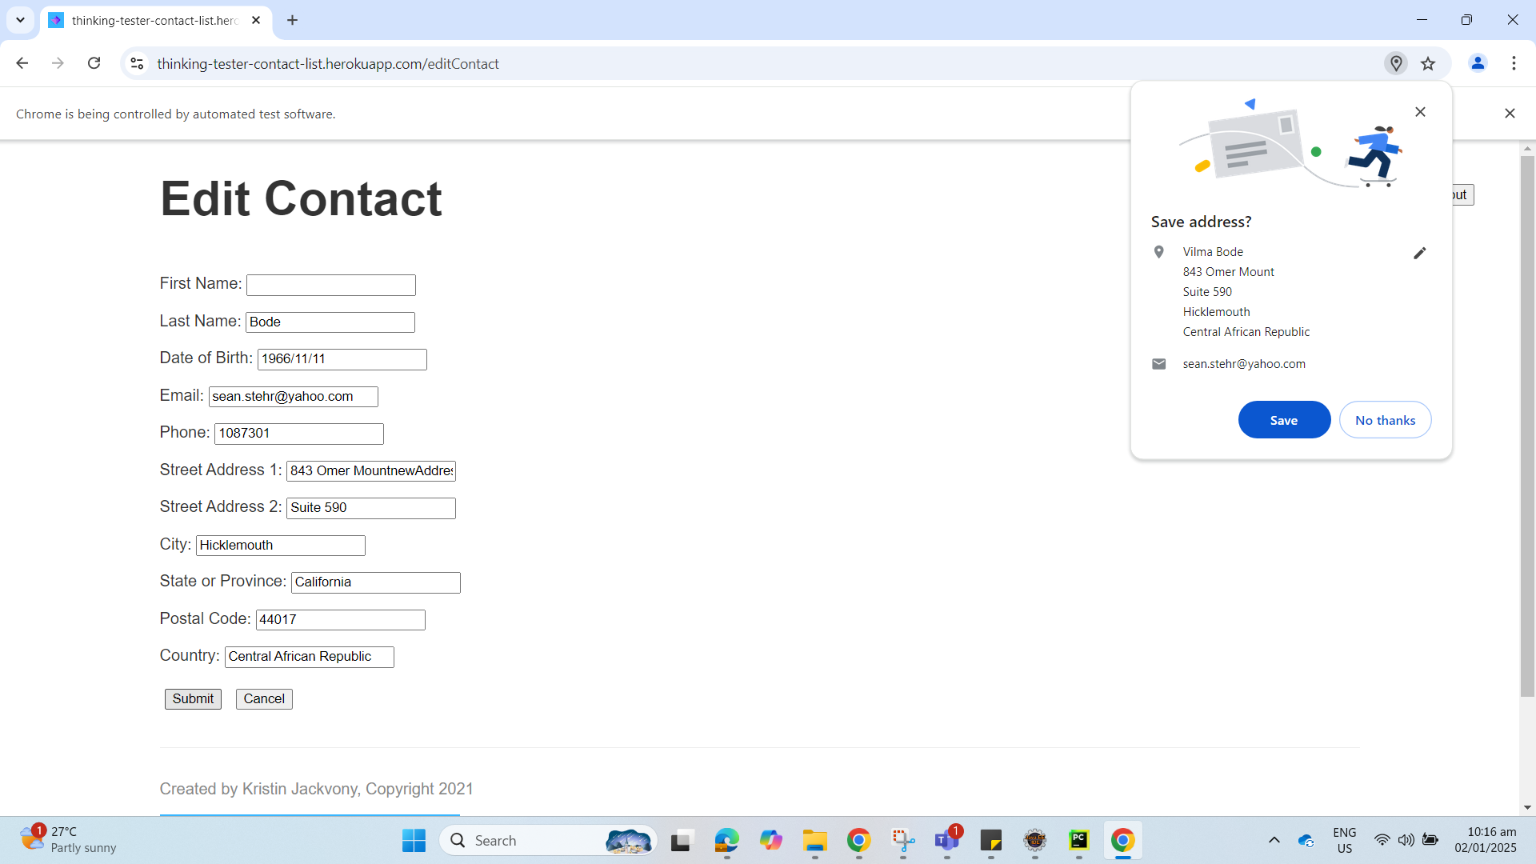 thinking-tester-contact-list.herc
thinking-tester-contact-list.herokuapp.com/editContact
Chrome is being controlled by automated test software.
Edit Contact
out
First Name:
Last Name: Bode
Date of Birth: 1966/11/11
Email: sean.stehr@yahoo.com
Phone: 1087301
Street Address 1: 843 Omer MountnewAddres
Street Address 2: Suite 590
City: Hicklemouth
State or Province: California
Postal Code: 44017
Country: Central African Republic
Submit Cancel
Created by Kristin Jackvony, Copyright 2021
Save address?
Vilma Bode
843 Omer Mount
Suite 590
Hicklemouth
Central African Republic
sean.stehr@yahoo.com
Save No thanks
1
27°C
Partly sunny
Search
T
1
PC
ENG
US
10:16 am
02/01/2025